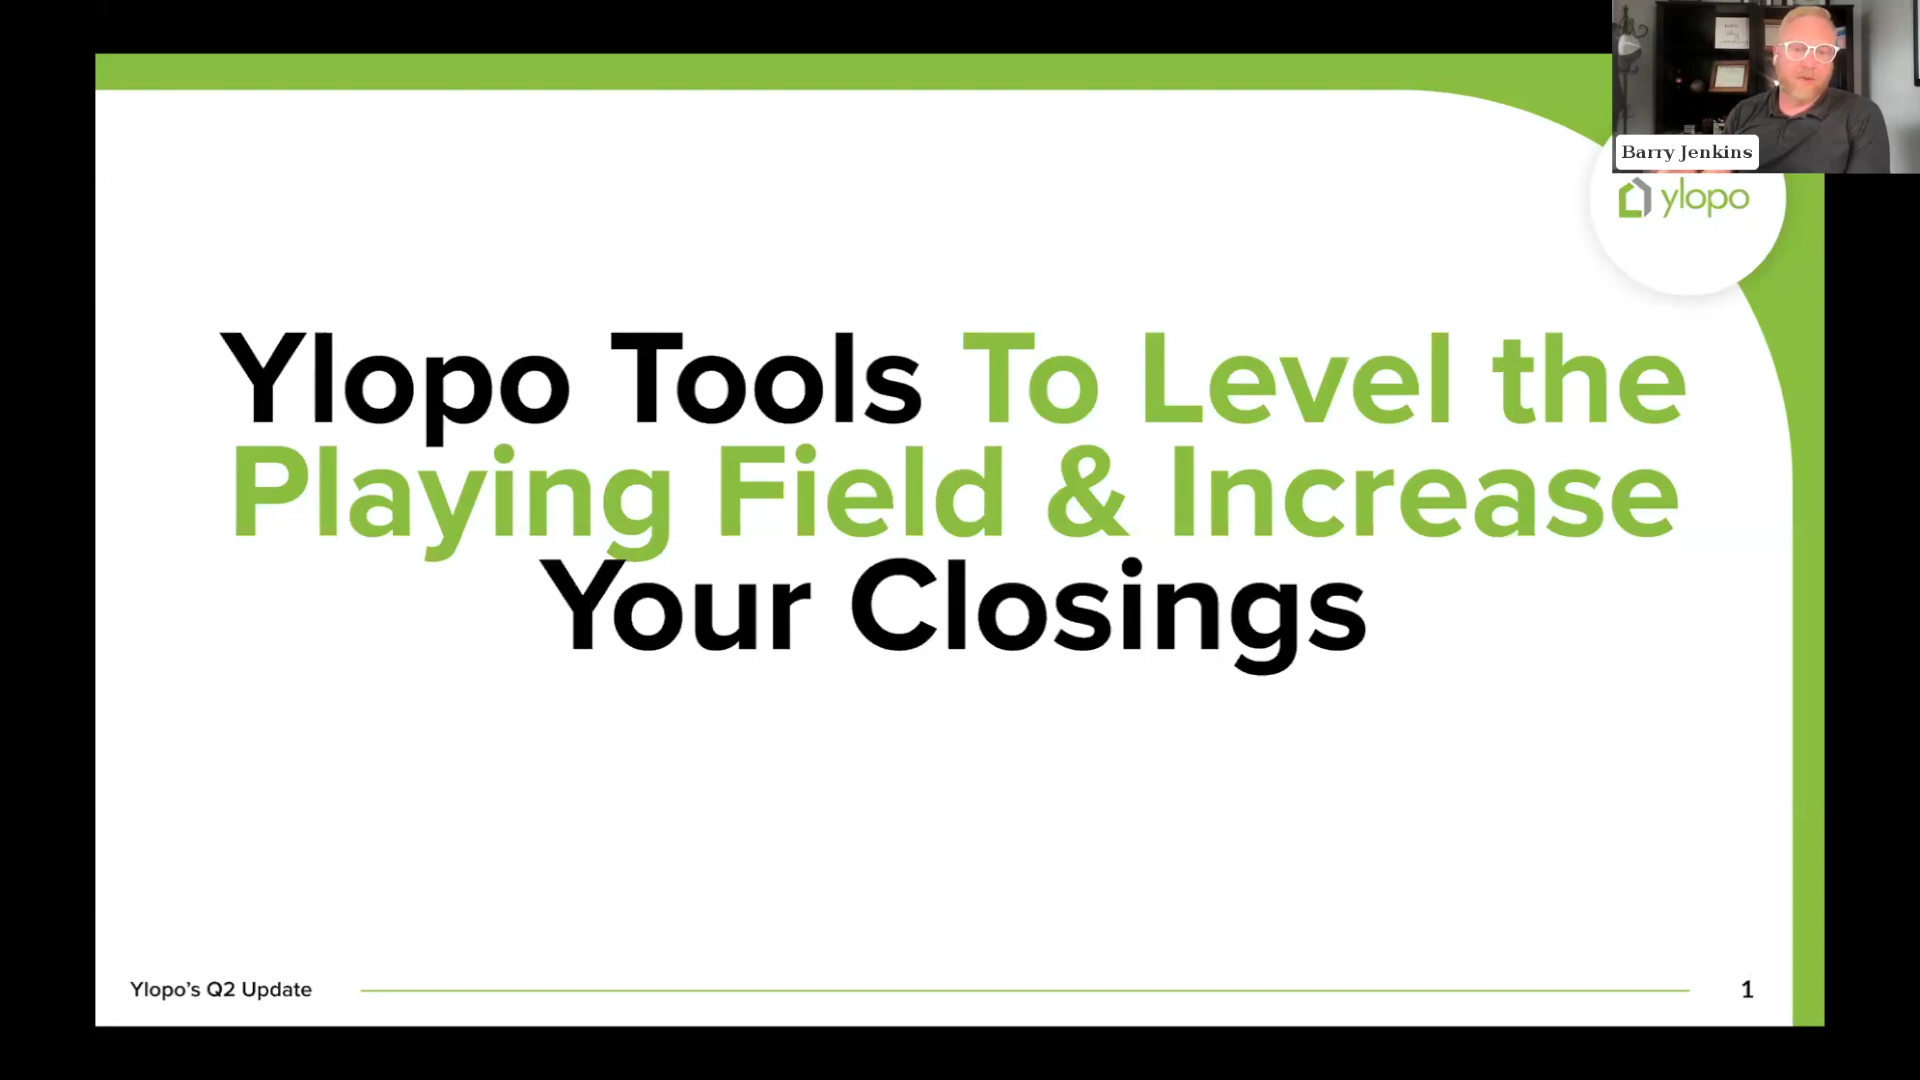 Barry Jenkins
ylopo
Ylopo Tools To Level the
Playing Field & Increase
Your Closings
Ylopo’s Q2 Update
1